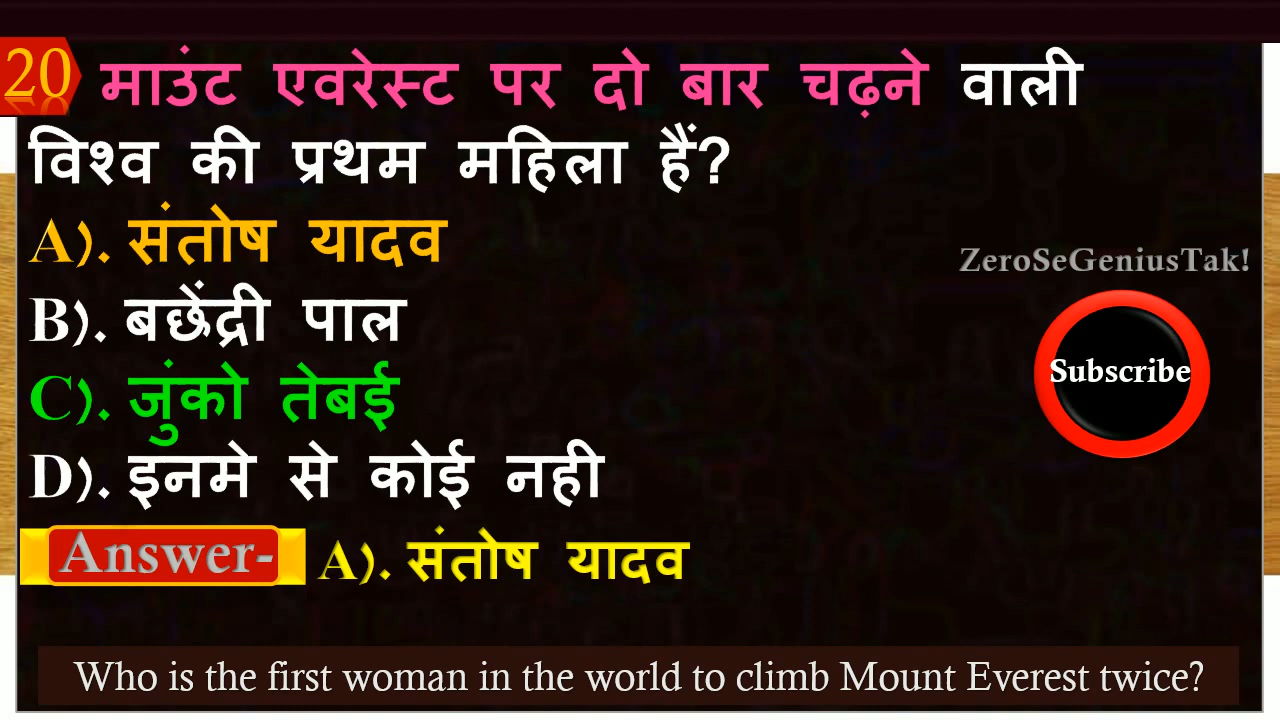 20 माउंट एवरेस्ट पर दो बार चढ़ने वाली
विश्व की प्रथम महिला हैं?
A). संतोष यादव
ZeroSeGeniusTak!
B). बछेंद्री पाल
Subscribe
C). जुंको तेबई
D). इनमे से कोई नही
Answer- A). संतोष यादव
Who is the first woman in the world to climb Mount Everest twice?